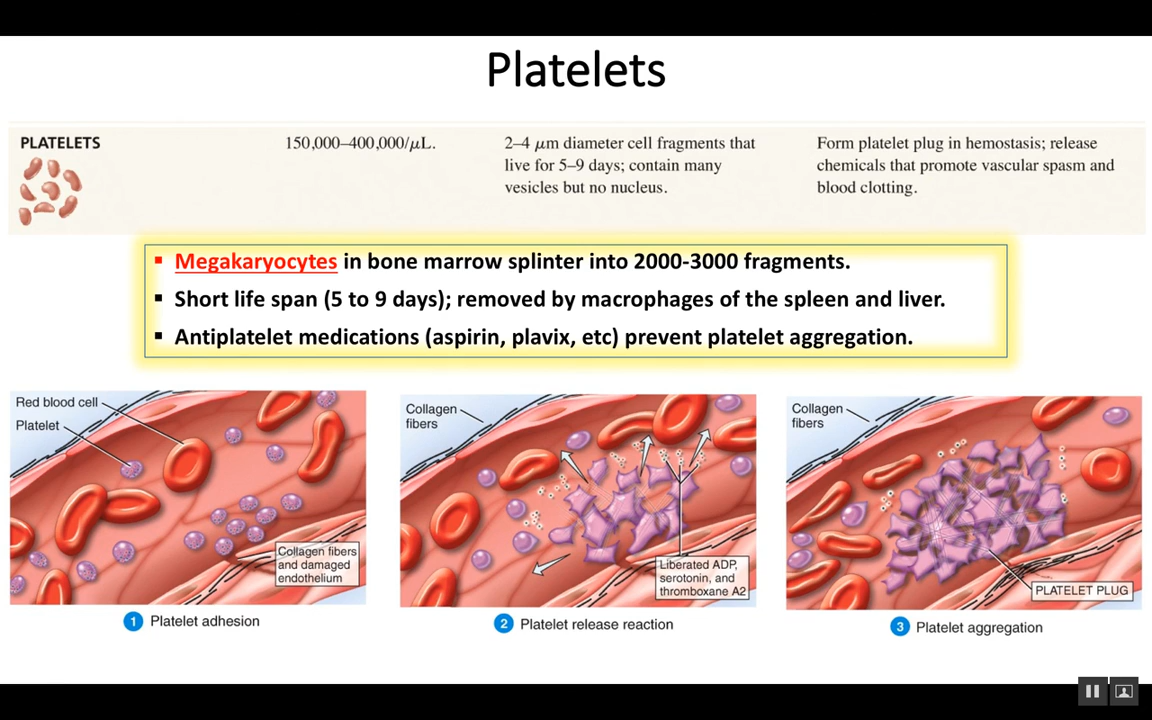 Platelets
PLATELETS
150,000–400,000/μL.
2–4 μm diameter cell fragments that
live for 5–9 days; contain many
vesicles but no nucleus.
Form platelet plug in hemostasis; release
chemicals that promote vascular spasm and
blood clotting.
▪ Megakaryocytes in bone marrow splinter into 2000-3000 fragments.
▪ Short life span (5 to 9 days); removed by macrophages of the spleen and liver.
▪ Antiplatelet medications (aspirin, plavix, etc) prevent platelet aggregation.
Red blood cell
Platelet
Collagen fibers
and damaged
endothelium
1 Platelet adhesion
Collagen
fibers
Liberated ADP,
serotonin, and
thromboxane A2
2 Platelet release reaction
Collagen
fibers
PLATELET PLUG
3 Platelet aggregation